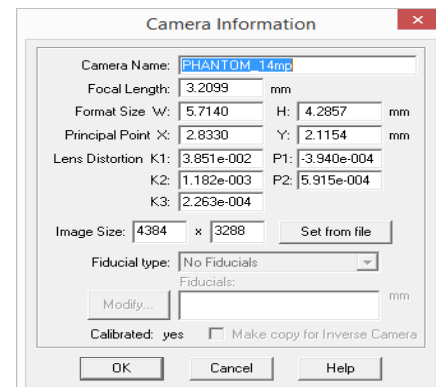 Camera Information
Camera Name: PHANTOM_14mp
Focal Length: 3.2099 mm
Format Size W: 5.7140 H: 4.2857 mm
Principal Point X: 2.8330 Y: 2.1154 mm
Lens Distortion K1: 3.851e-002 P1: -3.940e-004
K2: 1.182e-003 P2: 5.915e-004
K3: 2.263e-004
Image Size: 4384 x 3288 Set from file
Fiducial type: No Fiducials
Fiducials:
Modify... mm
Calibrated: yes Make copy for Inverse Camera
OK Cancel Help